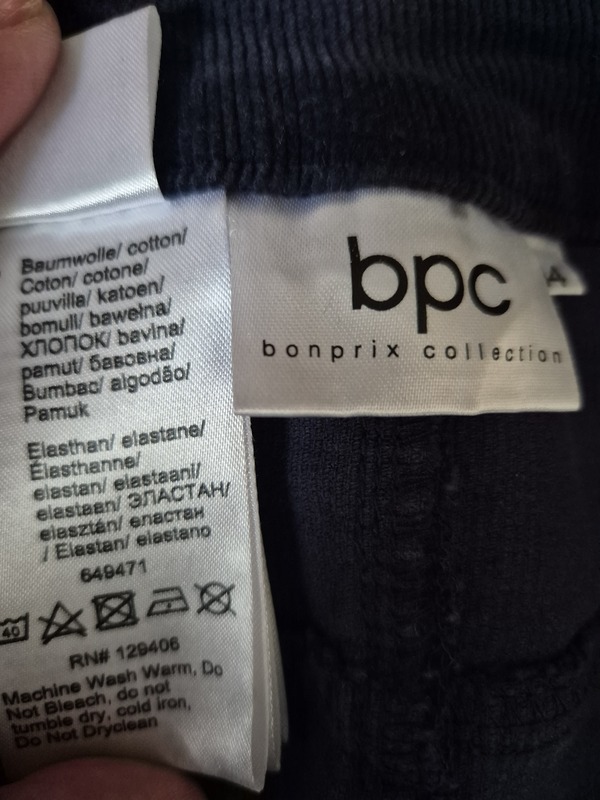 Baumwolle/ cotton/
Coton/ cotone/
puuvilla/ katoen/
bomull/ bawełna/
ХЛОПОК/ bavlna/
pamut/ бавовна/
Bumbac/ algodão/
Pamuk
Elasthan/ elastane/
Élasthanne/
elastan/ elastaani/
elastaan/ ЭЛАСТАН/
elasztán/ еластан
/ Elastan/ elastano
649471
40
RN# 129406
Machine Wash Warm, Do
Not Bleach, do not
tumble dry, cold iron,
Do Not Dryclean
bpc
bonprix collection